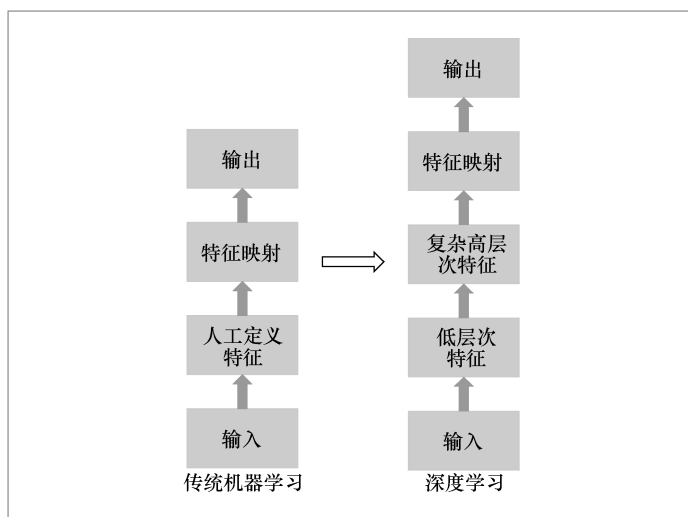 输出
特征映射
人工定义
特征
输入
传统机器学习
输出
特征映射
复杂高层
次特征
低层次
特征
输入
深度学习